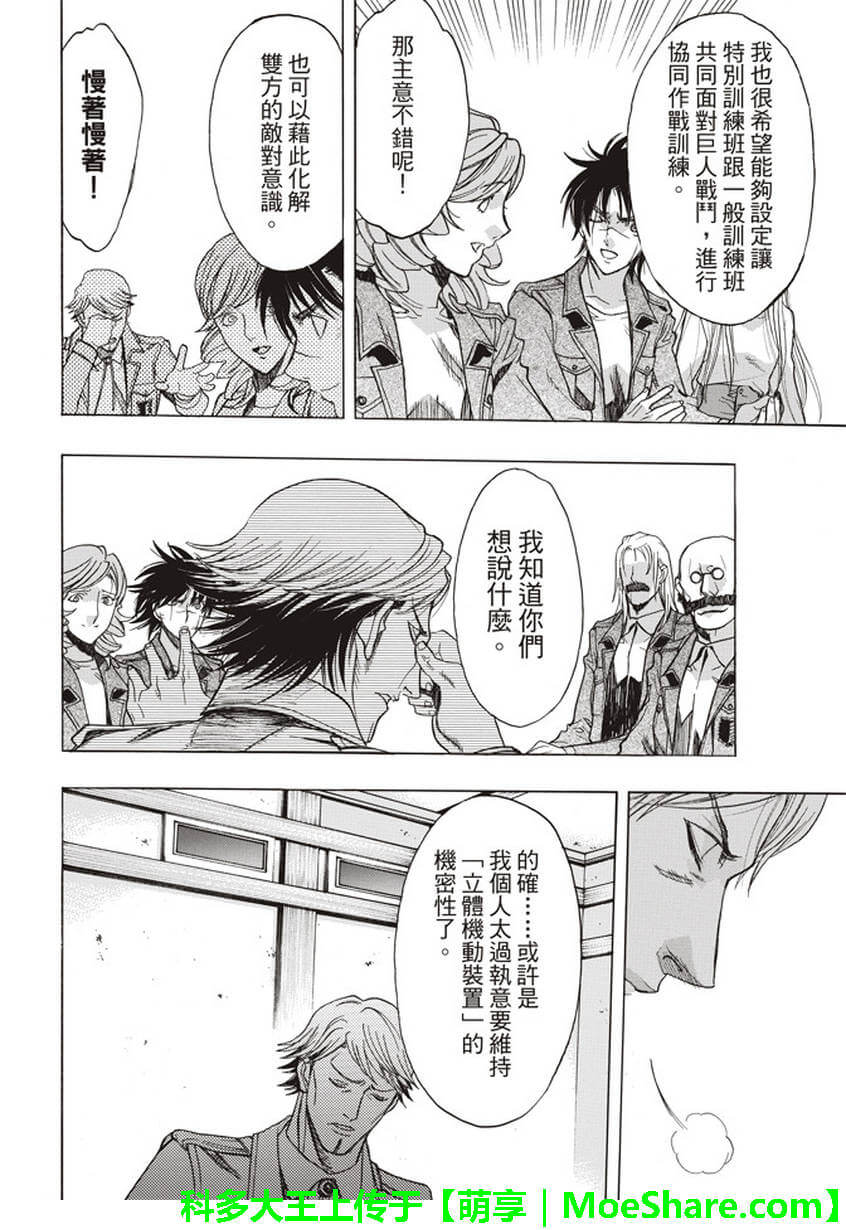 我也很希望能夠設定讓
特別訓練班跟一般訓練班
共同面對巨人戰鬥，進行
協同作戰訓練。
那主意不錯呢！
也可以藉此化解
雙方的敵對意識。
慢著慢著！
我知道你們
想說什麼。
的確……或許是
我個人太過執意要維持
「立體機動裝置」的
機密性了。
科多大王上传于【萌享｜MoeShare.com】